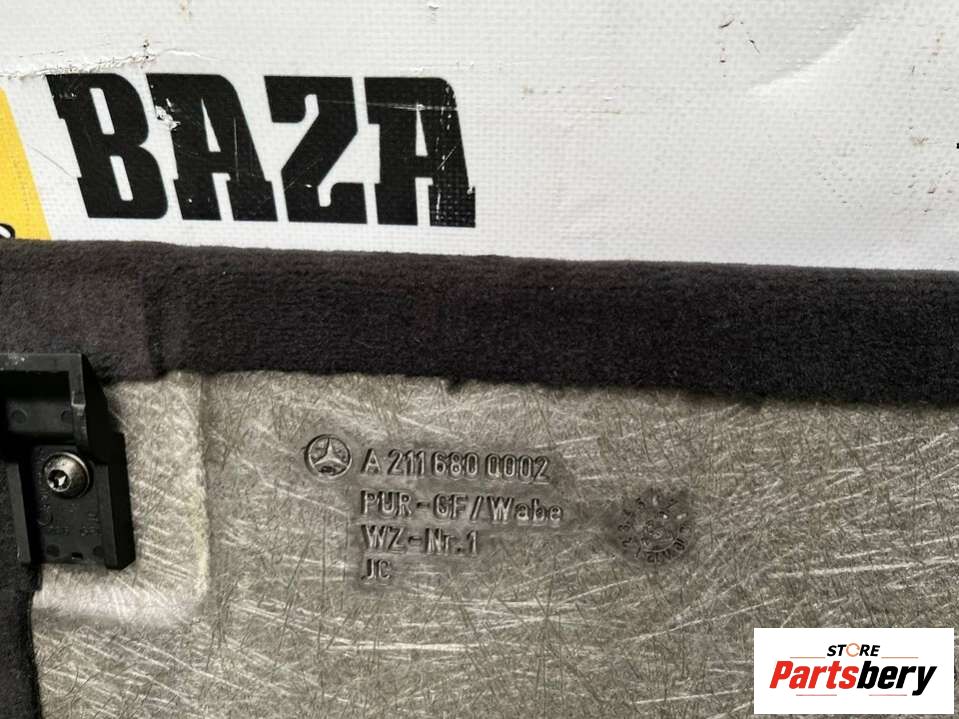 BAZA
A 211 680 0002
PUR-GF/Wabe
WZ-Nr.1
JC
STORE
Partsbery